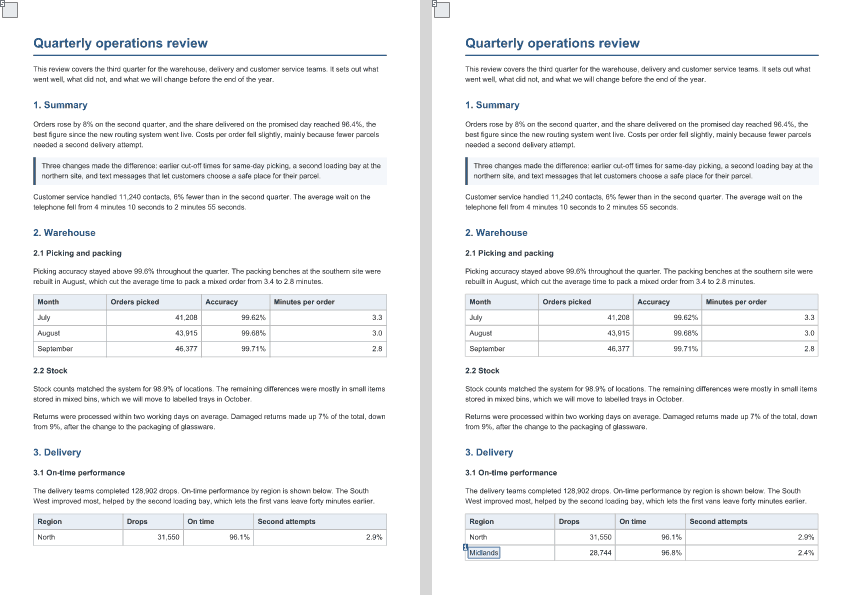 Quarterly operations review
This review covers the third quarter for the warehouse, delivery and customer service teams. It sets out what
went well, what did not, and what we will change before the end of the year.
1. Summary
Orders rose by 8% on the second quarter, and the share delivered on the promised day reached 96.4%, the
best figure since the new routing system went live. Costs per order fell slightly, mainly because fewer parcels
needed a second delivery attempt.
Three changes made the difference: earlier cut-off times for same-day picking, a second loading bay at the
northern site, and text messages that let customers choose a safe place for their parcel.
Customer service handled 11,240 contacts, 6% fewer than in the second quarter. The average wait on the
telephone fell from 4 minutes 10 seconds to 2 minutes 55 seconds.
2. Warehouse
2.1 Picking and packing
Picking accuracy stayed above 99.6% throughout the quarter. The packing benches at the southern site were
rebuilt in August, which cut the average time to pack a mixed order from 3.4 to 2.8 minutes.
Month Orders picked Accuracy Minutes per order
July 41,208 99.62% 3.3
August 43,915 99.68% 3.0
September 46,377 99.71% 2.8
2.2 Stock
Stock counts matched the system for 98.9% of locations. The remaining differences were mostly in small items
stored in mixed bins, which we will move to labelled trays in October.
Returns were processed within two working days on average. Damaged returns made up 7% of the total, down
from 9%, after the change to the packaging of glassware.
3. Delivery
3.1 On-time performance
The delivery teams completed 128,902 drops. On-time performance by region is shown below. The South
West improved most, helped by the second loading bay, which lets the first vans leave forty minutes earlier.
Region Drops On time Second attempts
North 31,550 96.1% 2.9%
Quarterly operations review
This review covers the third quarter for the warehouse, delivery and customer service teams. It sets out what
went well, what did not, and what we will change before the end of the year.
1. Summary
Orders rose by 8% on the second quarter, and the share delivered on the promised day reached 96.4%, the
best figure since the new routing system went live. Costs per order fell slightly, mainly because fewer parcels
needed a second delivery attempt.
Three changes made the difference: earlier cut-off times for same-day picking, a second loading bay at the
northern site, and text messages that let customers choose a safe place for their parcel.
Customer service handled 11,240 contacts, 6% fewer than in the second quarter. The average wait on the
telephone fell from 4 minutes 10 seconds to 2 minutes 55 seconds.
2. Warehouse
2.1 Picking and packing
Picking accuracy stayed above 99.6% throughout the quarter. The packing benches at the southern site were
rebuilt in August, which cut the average time to pack a mixed order from 3.4 to 2.8 minutes.
Month Orders picked Accuracy Minutes per order
July 41,208 99.62% 3.3
August 43,915 99.68% 3.0
September 46,377 99.71% 2.8
2.2 Stock
Stock counts matched the system for 98.9% of locations. The remaining differences were mostly in small items
stored in mixed bins, which we will move to labelled trays in October.
Returns were processed within two working days on average. Damaged returns made up 7% of the total, down
from 9%, after the change to the packaging of glassware.
3. Delivery
3.1 On-time performance
The delivery teams completed 128,902 drops. On-time performance by region is shown below. The South
West improved most, helped by the second loading bay, which lets the first vans leave forty minutes earlier.
Region Drops On time Second attempts
North 31,550 96.1% 2.9%
Midlands 28,744 96.8% 2.4%